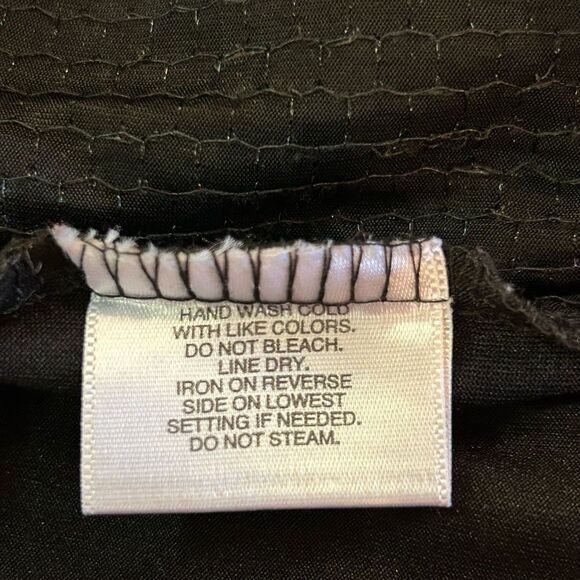 HAND WASH COLD
WITH LIKE COLORS.
DO NOT BLEACH.
LINE DRY.
IRON ON REVERSE
SIDE ON LOWEST
SETTING IF NEEDED.
DO NOT STEAM.